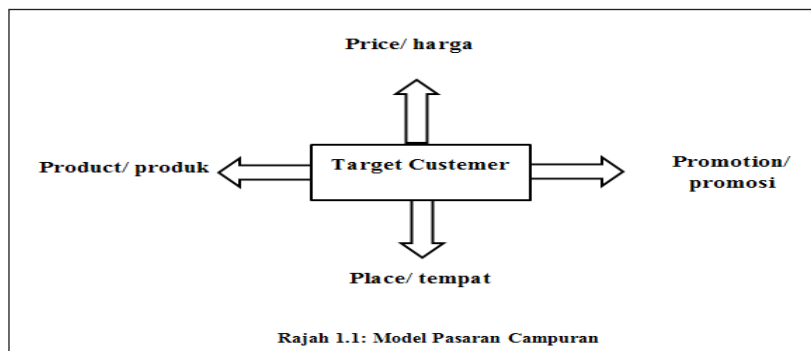 Price/ harga
Product/ produk
Target Custemer
Promotion/
promosi
Place/ tempat
Rajah 1.1: Model Pasaran Campuran